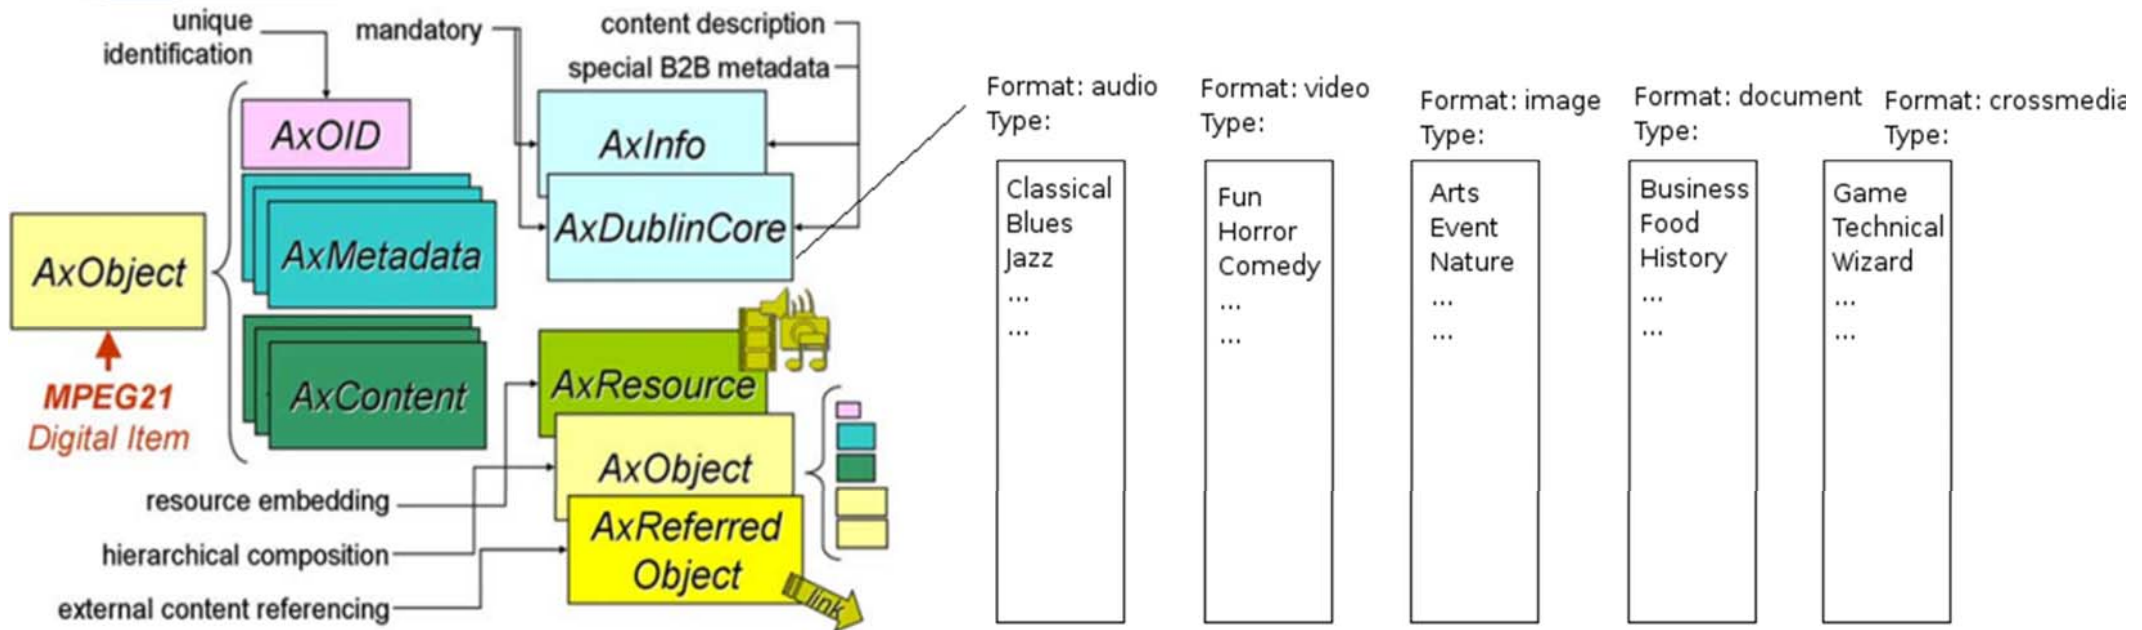 unique
identification
mandatory
content description
special B2B metadata
AxOID
AxInfo
AxMetadata
AxDublinCore
AxObject
MPEG21
Digital Item
AxContent
AxResource
AxObject
AxReferred
Object
link
resource embedding
hierarchical composition
external content referencing
Format: audio
Type:
Classical
Blues
Jazz
...
...
Format: video
Type:
Fun
Horror
Comedy
...
...
Format: image
Type:
Arts
Event
Nature
...
...
Format: document
Type:
Business
Food
History
...
...
Format: crossmedia
Type:
Game
Technical
Wizard
...
...